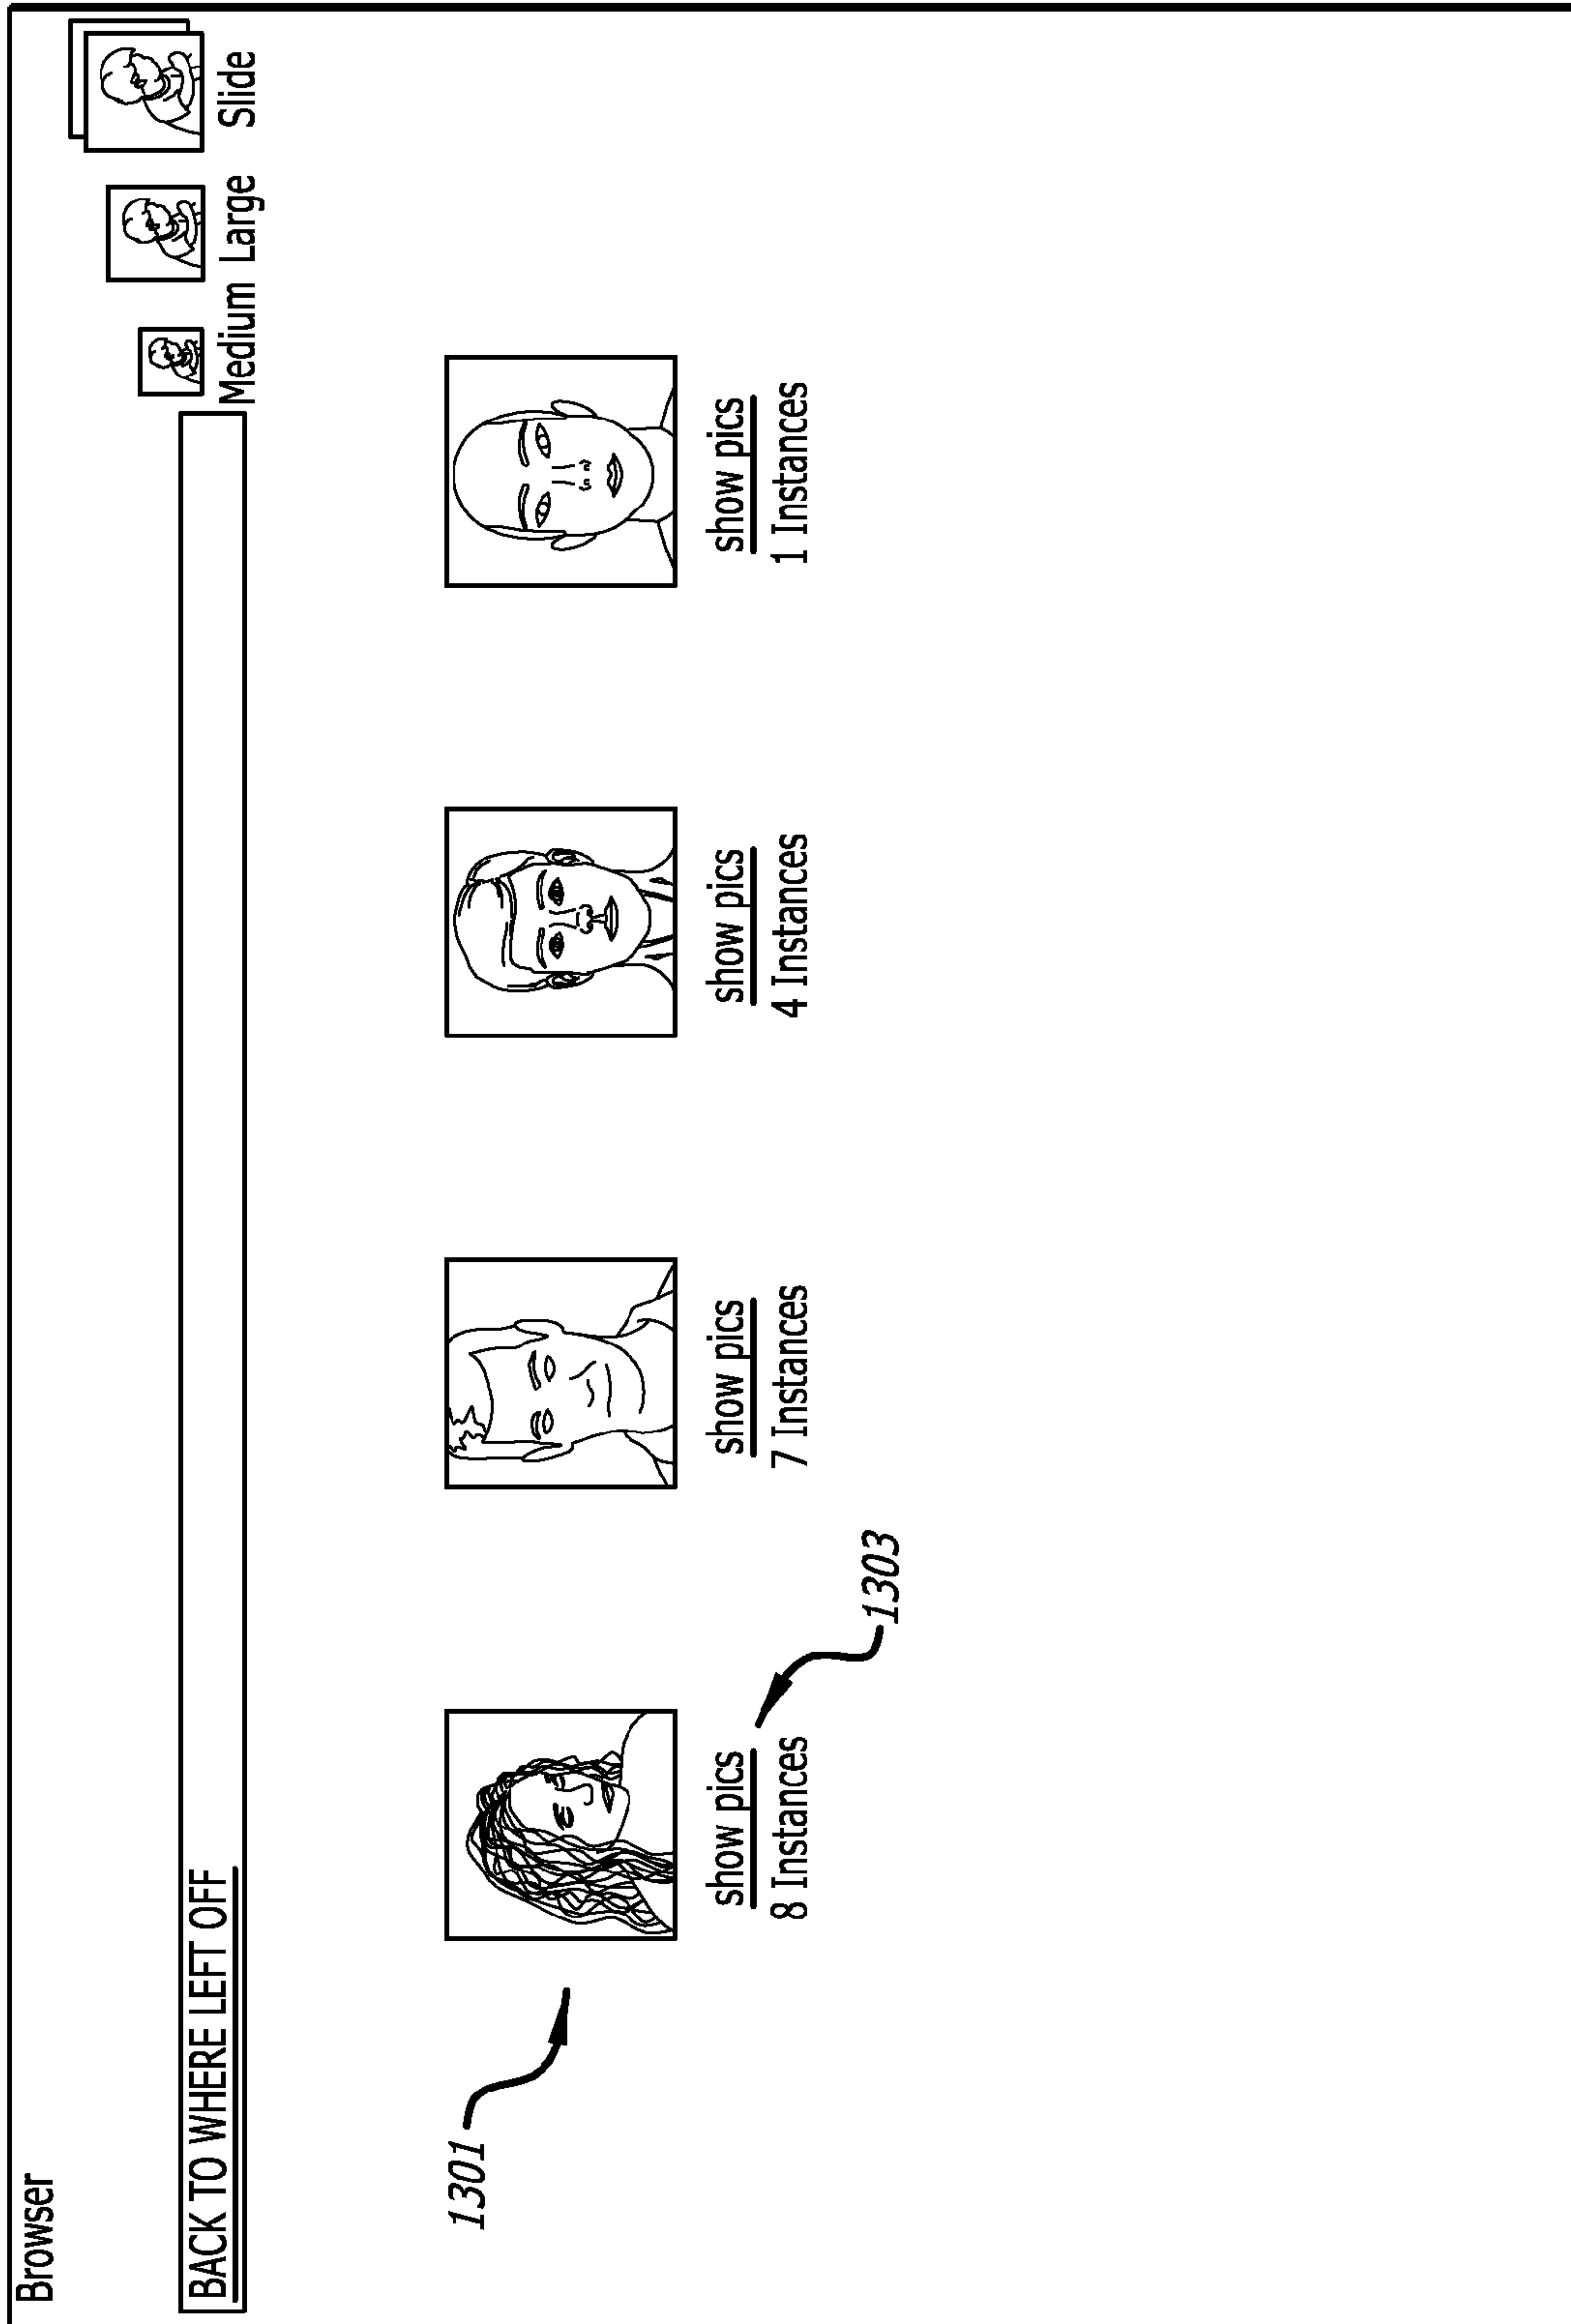 Browser
Medium Large Slide
BACK TO WHERE LEFT OFF
1301
show pics show pics show pics show pics
8 Instances 7 Instances 4 Instances 1 Instances
1303